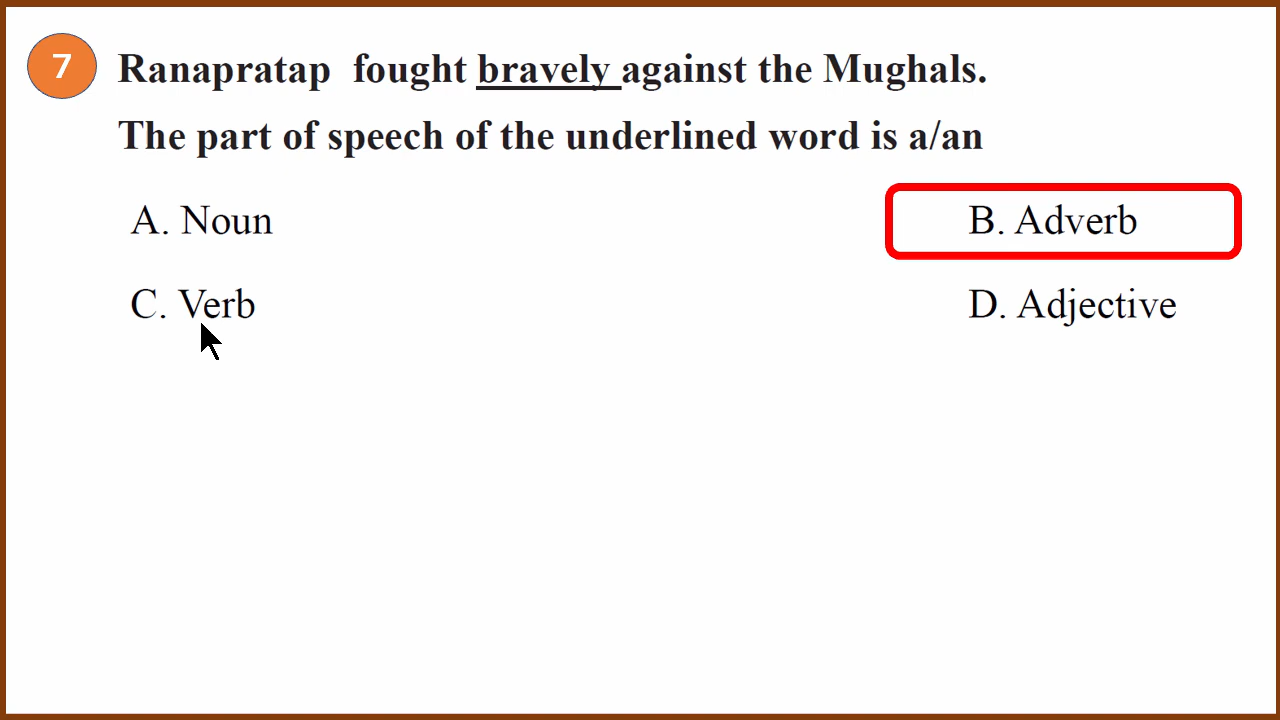 7 Ranapratap fought bravely against the Mughals.
The part of speech of the underlined word is a/an
A. Noun B. Adverb
C. Verb D. Adjective